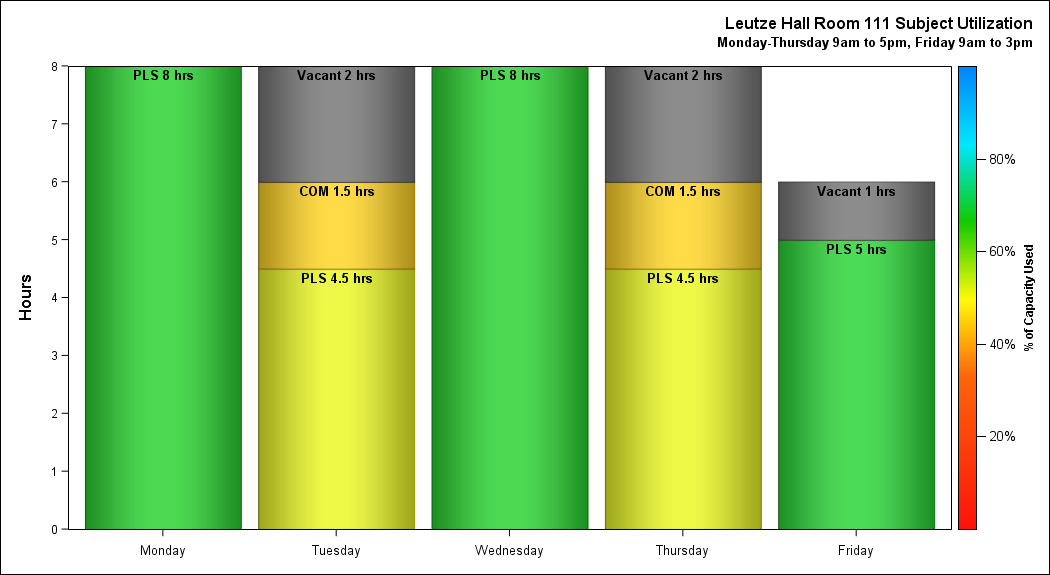 Leutze Hall Room 111 Subject Utilization
Monday-Thursday 9am to 5pm, Friday 9am to 3pm
Hours
8
7
6
5
4
3
2
1
0
PLS 8 hrs
Vacant 2 hrs
COM 1.5 hrs
PLS 4.5 hrs
PLS 8 hrs
Vacant 2 hrs
COM 1.5 hrs
PLS 4.5 hrs
Vacant 1 hrs
PLS 5 hrs
Monday
Tuesday
Wednesday
Thursday
Friday
80%
60%
40%
20%
% of Capacity Used